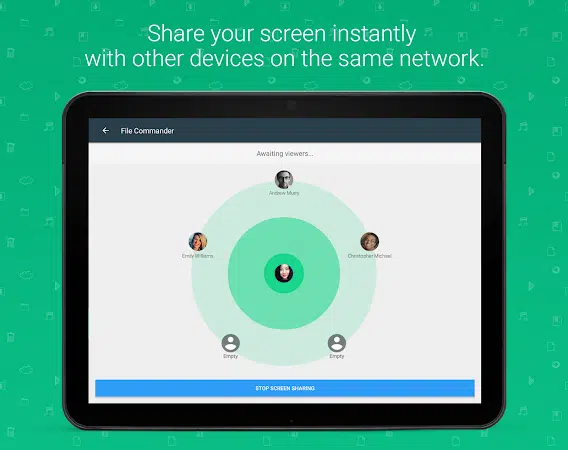 Share your screen instantly
with other devices on the same network.
File Commander
Awaiting viewers...
Andrew Murry
Emily Williams
Christopher Michael
Empty
Empty
STOP SCREEN SHARING